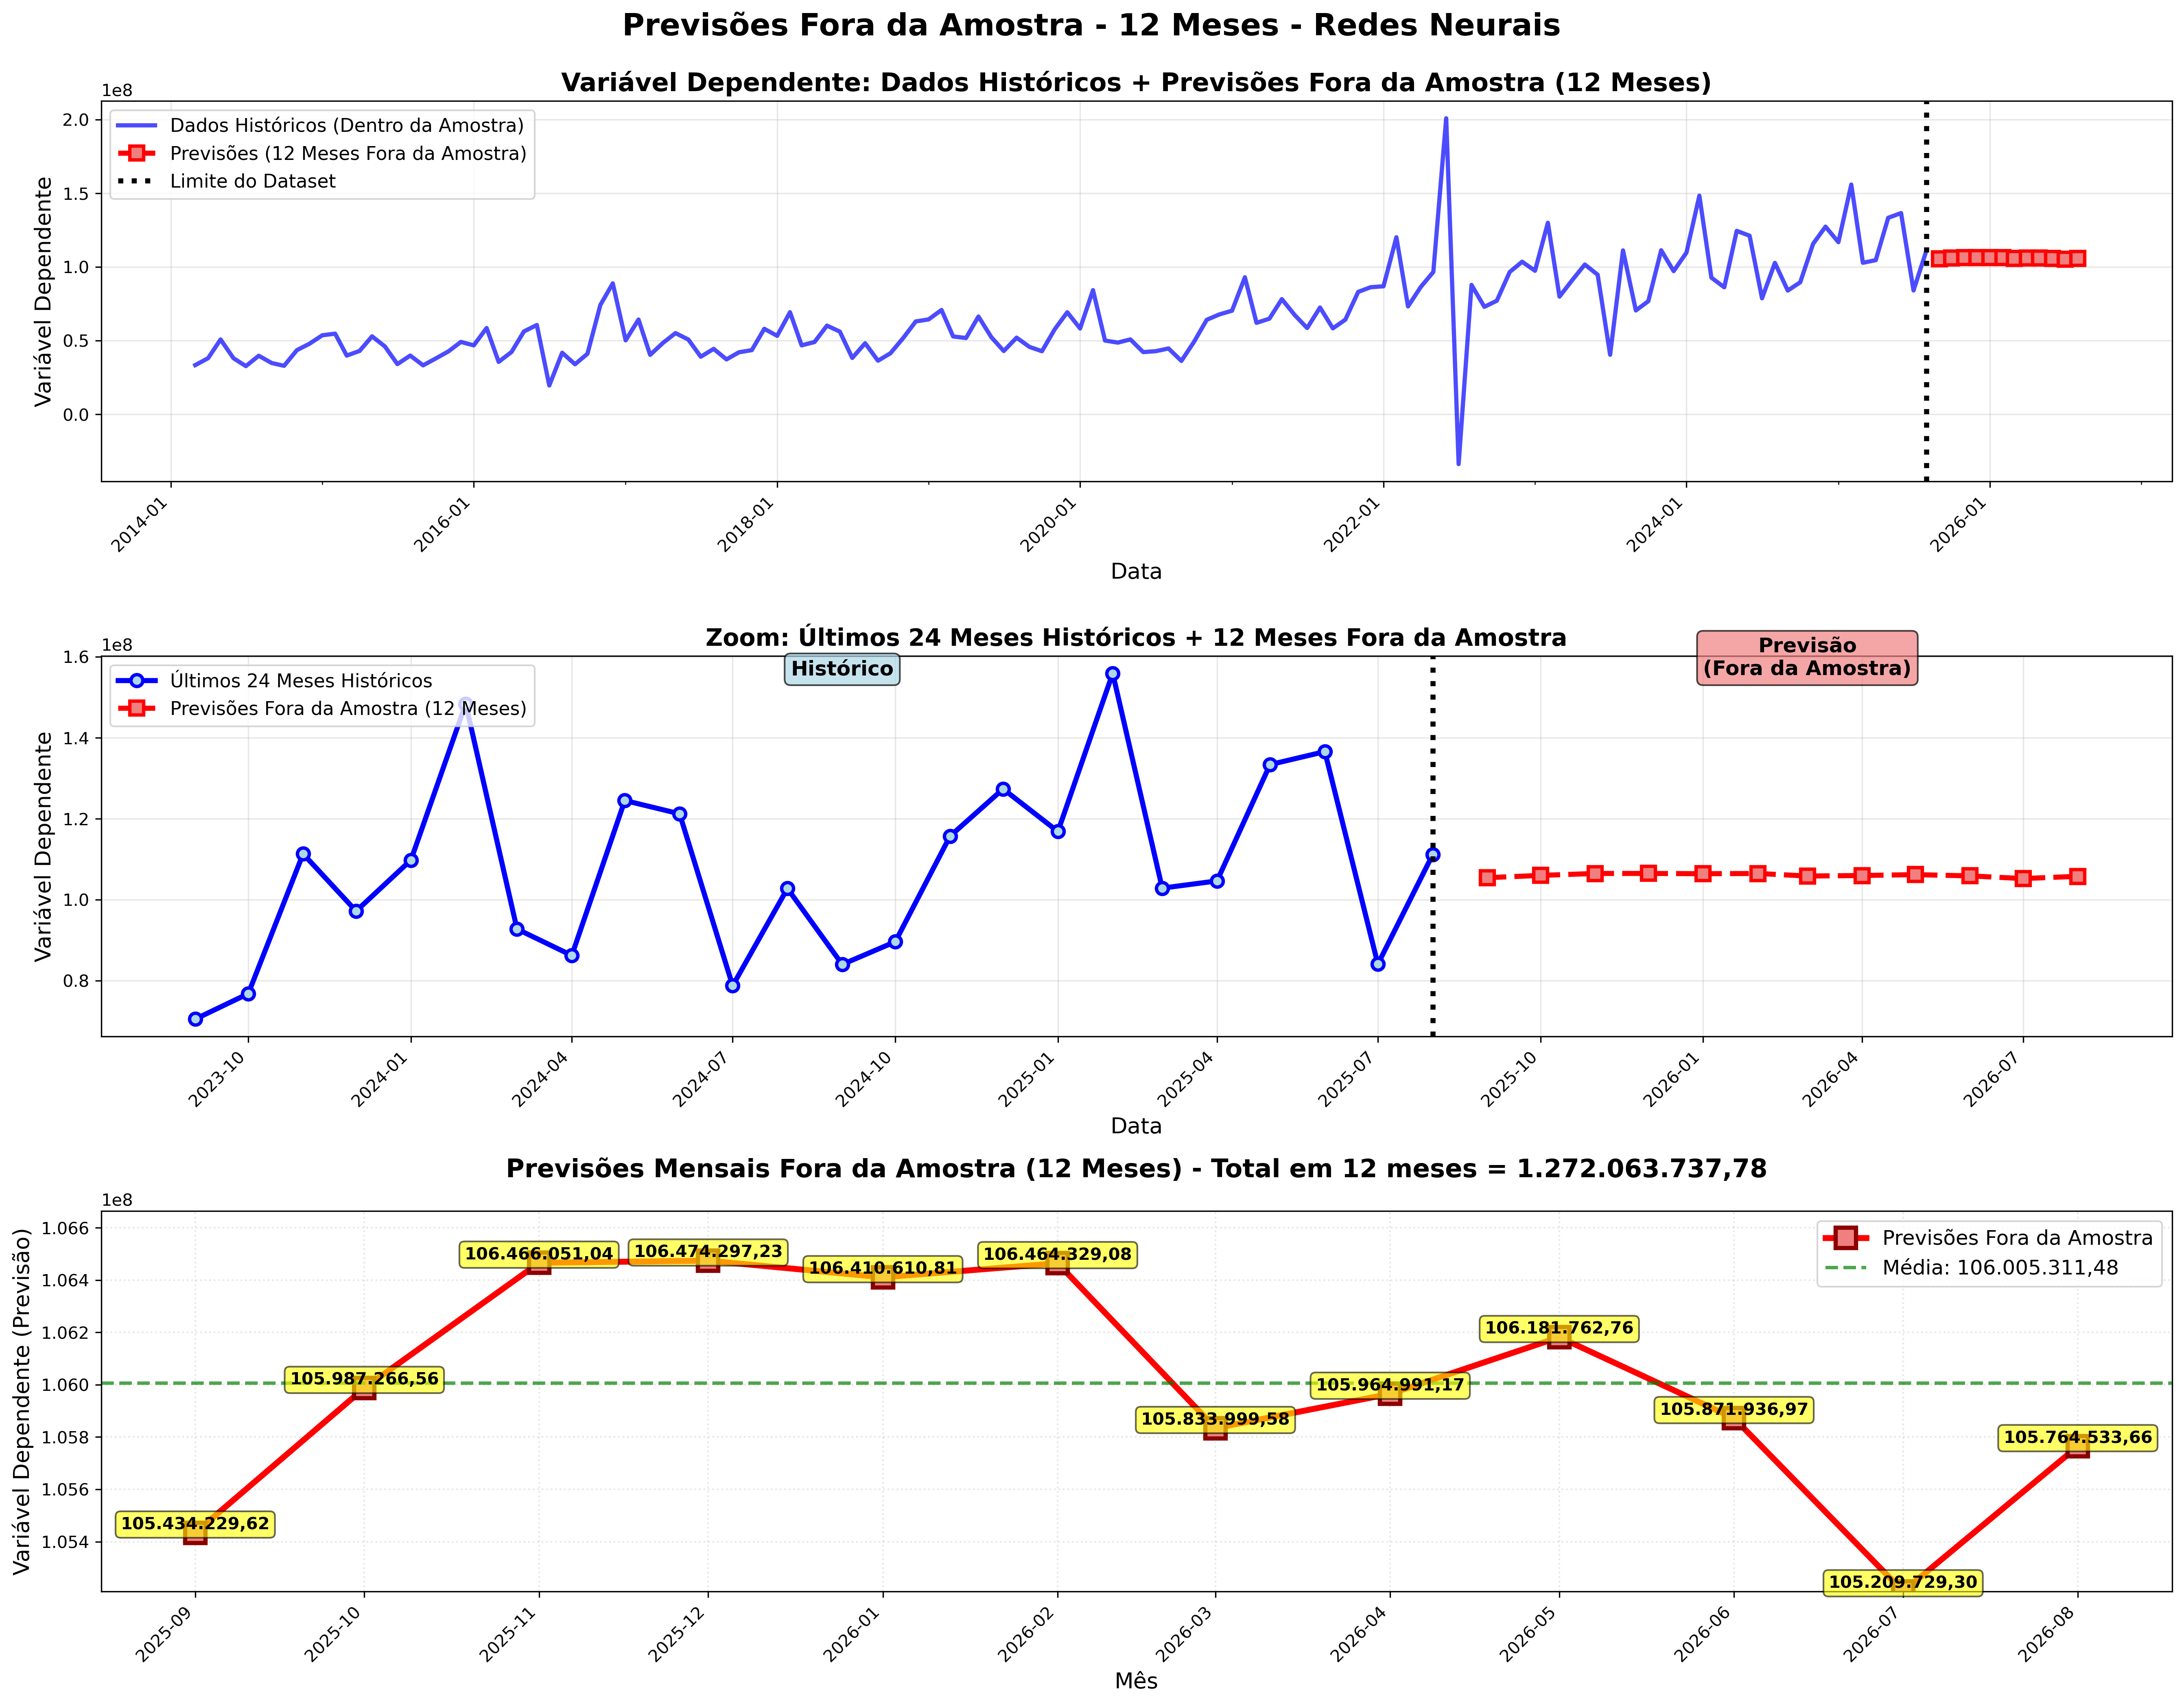 Previsões Fora da Amostra - 12 Meses - Redes Neurais
Variável Dependente: Dados Históricos + Previsões Fora da Amostra (12 Meses)
1e8
Dados Históricos (Dentro da Amostra)
Previsões (12 Meses Fora da Amostra)
Limite do Dataset
Variável Dependente
2.0
1.5
1.0
0.5
0.0
2014-01
2016-01
2018-01
2020-01
2022-01
2024-01
2026-01
Data
Zoom: Últimos 24 Meses Históricos + 12 Meses Fora da Amostra
1e8
Últimos 24 Meses Históricos
Previsões Fora da Amostra (12 Meses)
Histórico
Previsão
(Fora da Amostra)
Variável Dependente
1.6
1.4
1.2
1.0
0.8
2023-10
2024-01
2024-04
2024-07
2024-10
2025-01
2025-04
2025-07
2025-10
2026-01
2026-04
2026-07
Data
Previsões Mensais Fora da Amostra (12 Meses) - Total em 12 meses = 1.272.063.737,78
1e8
Previsões Fora da Amostra
Média: 106.005.311,48
Variável Dependente (Previsão)
1.066
1.064
1.062
1.060
1.058
1.056
1.054
105.434.229,62
105.987.266,56
106.466.051,04
106.474.297,23
106.410.610,81
106.464.329,08
105.833.999,58
105.964.991,17
106.181.762,76
105.871.936,97
105.209.729,30
105.764.533,66
2025-09
2025-10
2025-11
2025-12
2026-01
2026-02
2026-03
2026-04
2026-05
2026-06
2026-07
2026-08
Mês